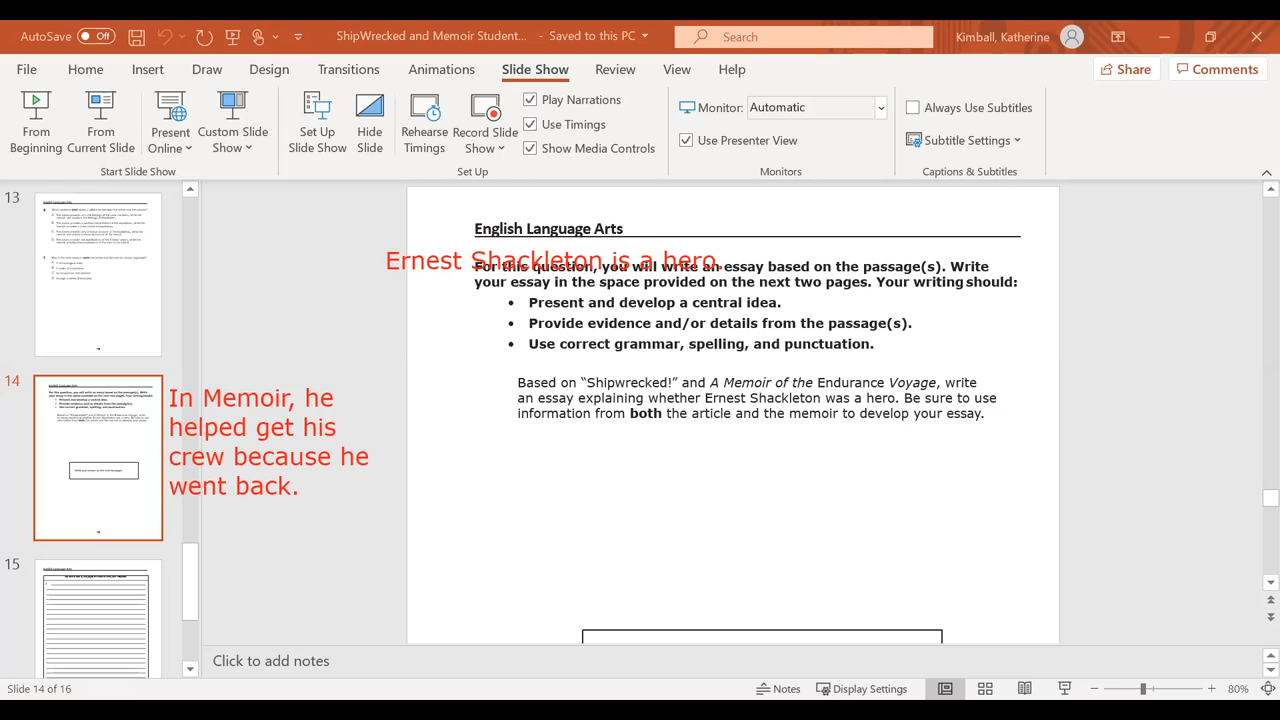 AutoSave Off ShipWrecked and Memoir Student... - Saved to this PC Search Kimball, Katherine
File Home Insert Draw Design Transitions Animations Slide Show Review View Help Share Comments
From Beginning
From Current Slide
Present Online
Custom Slide Show
Set Up Slide Show
Hide Slide
Rehearse Timings
Record Slide Show
Play Narrations
Use Timings
Show Media Controls
Monitor: Automatic
Use Presenter View
Always Use Subtitles
Subtitle Settings
Start Slide Show Set Up Monitors Captions & Subtitles
13
14
15
In Memoir, he
helped get his
crew because he
went back.
English Language Arts
Ernest Shackleton is a hero.
For this question, you will write an essay based on the passage(s). Write
your essay in the space provided on the next two pages. Your writing should:
• Present and develop a central idea.
• Provide evidence and/or details from the passage(s).
• Use correct grammar, spelling, and punctuation.
Based on “Shipwrecked!” and A Memoir of the Endurance Voyage, write
an essay explaining whether Ernest Shackleton was a hero. Be sure to use
information from both the article and the memoir to develop your essay.
Click to add notes
Slide 14 of 16 Notes Display Settings 80%